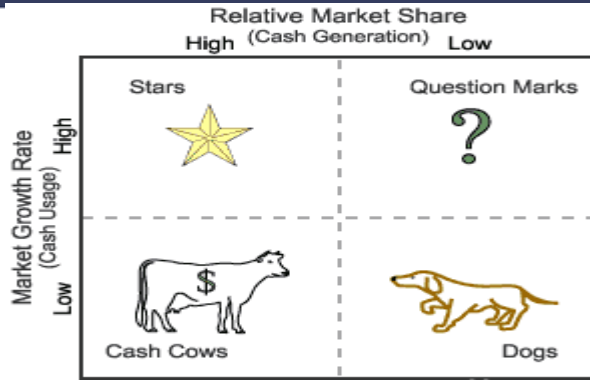 Relative Market Share
High (Cash Generation) Low
Stars
Question Marks
?
Market Growth Rate
(Cash Usage)
High
Low
$
Cash Cows
Dogs